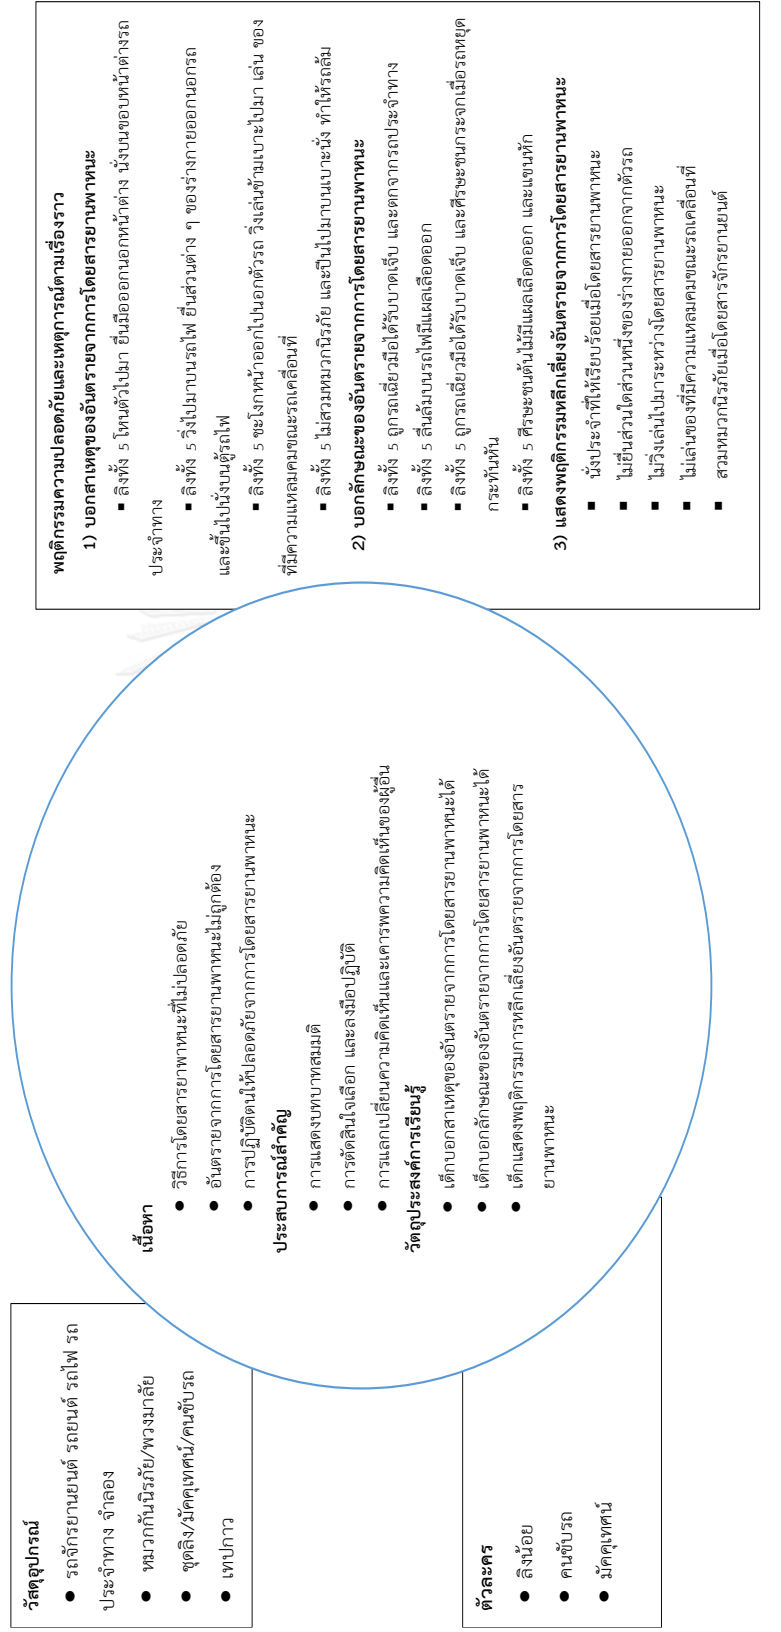 วัสดุอุปกรณ์
● รถจักรยานยนต์ รถยนต์ รถไฟ รถ
ประจำทาง จำลอง
● หมวกกันนิรภัย/พวงมาลัย
● ชุดลิง/มัคคุเทศน์/คนขับรถ
● เทปกาว
ตัวละคร
● ลิงน้อย
● คนขับรถ
● มัคคุเทศน์
เนื้อหา
● วิธีการโดยสารยาพาหนะที่ไม่ปลอดภัย
● อันตรายจากการโดยสารยานพาหนะไม่ถูกต้อง
● การปฏิบัติตนให้ปลอดภัยจากการโดยสารยานพาหนะ
ประสบการณ์สำคัญ
● การแสดงบทบาทสมมติ
● การตัดสินใจเลือก และลงมือปฏิบัติ
● การแลกเปลี่ยนความคิดเห็นและเคารพความคิดเห็นของผู้อื่น
วัตถุประสงค์การเรียนรู้
● เด็กบอกสาเหตุของอันตรายจากการโดยสารยานพาหนะได้
● เด็กบอกลักษณะของอันตรายจากการโดยสารยานพาหนะได้
● เด็กแสดงพฤติกรรมการหลีกเลี่ยงอันตรายจากการโดยสาร
ยานพาหนะ
พฤติกรรมความปลอดภัยและเหตุการณ์ตามเรื่องราว
1) บอกสาเหตุของอันตรายจากการโดยสารยานพาหนะ
▪ ลิงทั้ง 5 โหนตัวไปมา ยื่นมือออกนอกหน้าต่าง นั่งบนขอบหน้าต่างรถ
ประจำทาง
▪ ลิงทั้ง 5 วิ่งไปมาบนรถไฟ ยื่นส่วนต่าง ๆ ของร่างกายออกนอกรถ
และขึ้นไปนั่งบนตู้รถไฟ
▪ ลิงทั้ง 5 ชะโงกหน้าออกไปนอกตัวรถ วิ่งเล่นข้ามเบาะไปมา เล่น ของ
ที่มีความแหลมคมขณะรถเคลื่อนที่
▪ ลิงทั้ง 5 ไม่สวมหมวกนิรภัย และปีนไปมาบนเบาะนั่ง ทำให้รถล้ม
2) บอกลักษณะของอันตรายจากการโดยสารยานพาหนะ
▪ ลิงทั้ง 5 ถูกรถเฉี่ยวมือได้รับบาดเจ็บ และตกจากรถประจำทาง
▪ ลิงทั้ง 5 ลื่นล้มบนรถไฟมีแผลเลือดออก
▪ ลิงทั้ง 5 ถูกรถเฉี่ยวมือได้รับบาดเจ็บ และศีรษะชนกระจกเมื่อรถหยุด
กระทันหัน
▪ ลิงทั้ง 5 ศีรษะชนต้นไม้มีแผลเลือดออก และแขนหัก
3) แสดงพฤติกรรมหลีกเลี่ยงอันตรายจากการโดยสารยานพาหนะ
▪ นั่งประจำที่ให้เรียบร้อยเมื่อโดยสารยานพาหนะ
▪ ไม่ยื่นส่วนใดส่วนหนึ่งของร่างกายออกจากตัวรถ
▪ ไม่วิ่งเล่นไปมาระหว่างโดยสารยานพาหนะ
▪ ไม่เล่นของที่มีความแหลมคมขณะรถเคลื่อนที่
▪ สวมหมวกนิรภัยเมื่อโดยสารจักรยานยนต์